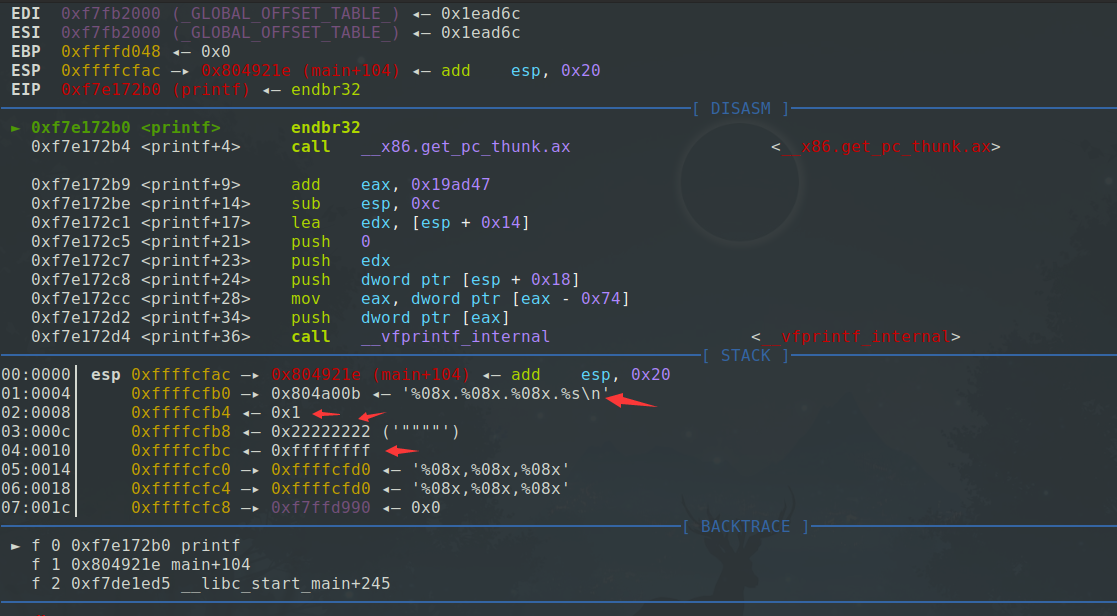 EDI 0xf7fb2000 (_GLOBAL_OFFSET_TABLE_) ◂— 0x1ead6c
ESI 0xf7fb2000 (_GLOBAL_OFFSET_TABLE_) ◂— 0x1ead6c
EBP 0xffffd048 ◂— 0x0
ESP 0xffffcfac —▸ 0x804921e (main+104) ◂— add esp, 0x20
EIP 0xf7e172b0 (printf) ◂— endbr32
[ DISASM ]
► 0xf7e172b0 <printf> endbr32
0xf7e172b4 <printf+4> call __x86.get_pc_thunk.ax < x86.get_pc_thunk.ax>
0xf7e172b9 <printf+9> add eax, 0x19ad47
0xf7e172be <printf+14> sub esp, 0xc
0xf7e172c1 <printf+17> lea edx, [esp + 0x14]
0xf7e172c5 <printf+21> push 0
0xf7e172c7 <printf+23> push edx
0xf7e172c8 <printf+24> push dword ptr [esp + 0x18]
0xf7e172cc <printf+28> mov eax, dword ptr [eax - 0x74]
0xf7e172d2 <printf+34> push dword ptr [eax]
0xf7e172d4 <printf+36> call __vfprintf_internal < vfprintf internal>
[ STACK ]
00:0000│ esp 0xffffcfac —▸ 0x804921e (main+104) ◂— add esp, 0x20
01:0004│ 0xffffcfb0 —▸ 0x804a00b ◂— '%08x.%08x.%08x.%s\n'
02:0008│ 0xffffcfb4 ◂— 0x1
03:000c│ 0xffffcfb8 ◂— 0x22222222 ('""""')
04:0010│ 0xffffcfbc ◂— 0xffffffff
05:0014│ 0xffffcfc0 —▸ 0xffffcfd0 ◂— '%08x,%08x,%08x'
06:0018│ 0xffffcfc4 —▸ 0xffffcfd0 ◂— '%08x,%08x,%08x'
07:001c│ 0xffffcfc8 —▸ 0xf7ffd990 ◂— 0x0
[ BACKTRACE ]
► f 0 0xf7e172b0 printf
f 1 0x804921e main+104
f 2 0xf7de1ed5 __libc_start_main+245